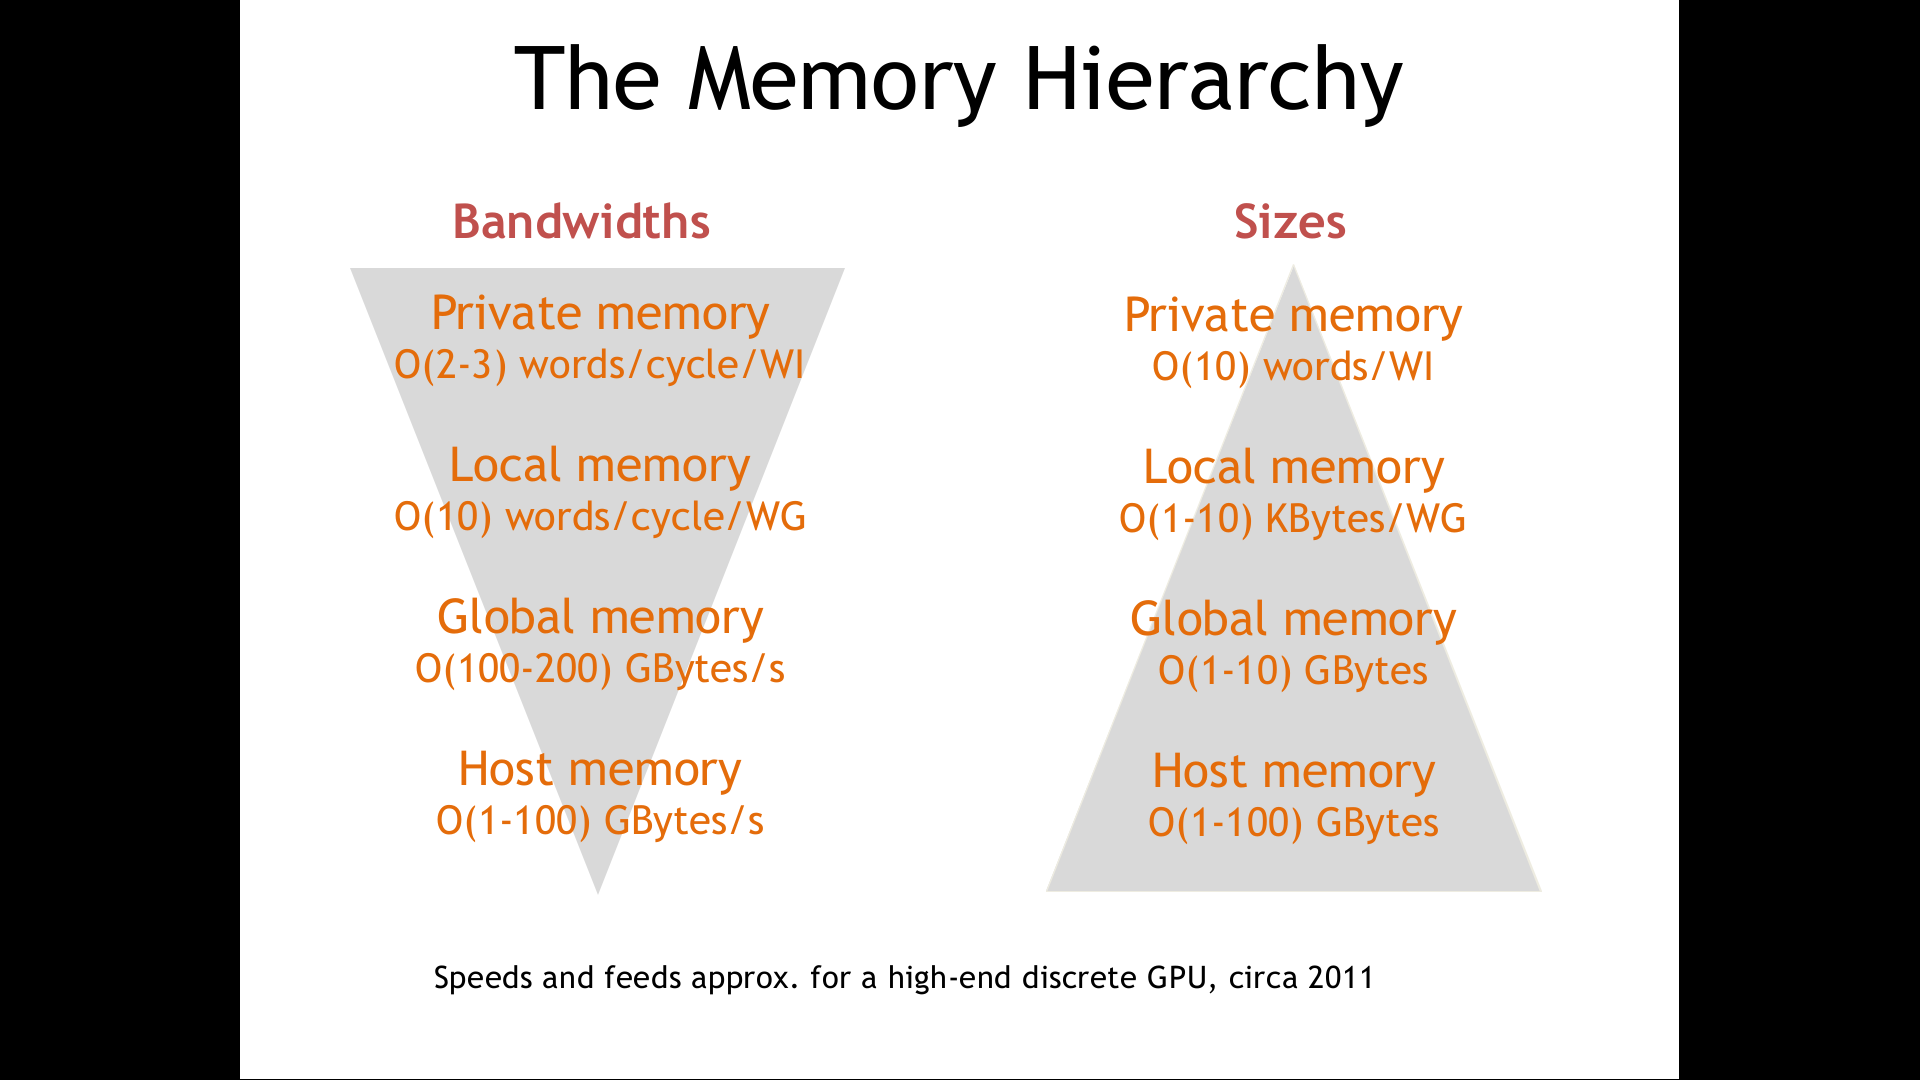 The Memory Hierarchy
Bandwidths
Private memory
O(2-3) words/cycle/WI
Local memory
O(10) words/cycle/WG
Global memory
O(100-200) GBytes/s
Host memory
O(1-100) GBytes/s
Sizes
Private memory
O(10) words/WI
Local memory
O(1-10) KBytes/WG
Global memory
O(1-10) GBytes
Host memory
O(1-100) GBytes
Speeds and feeds approx. for a high-end discrete GPU, circa 2011